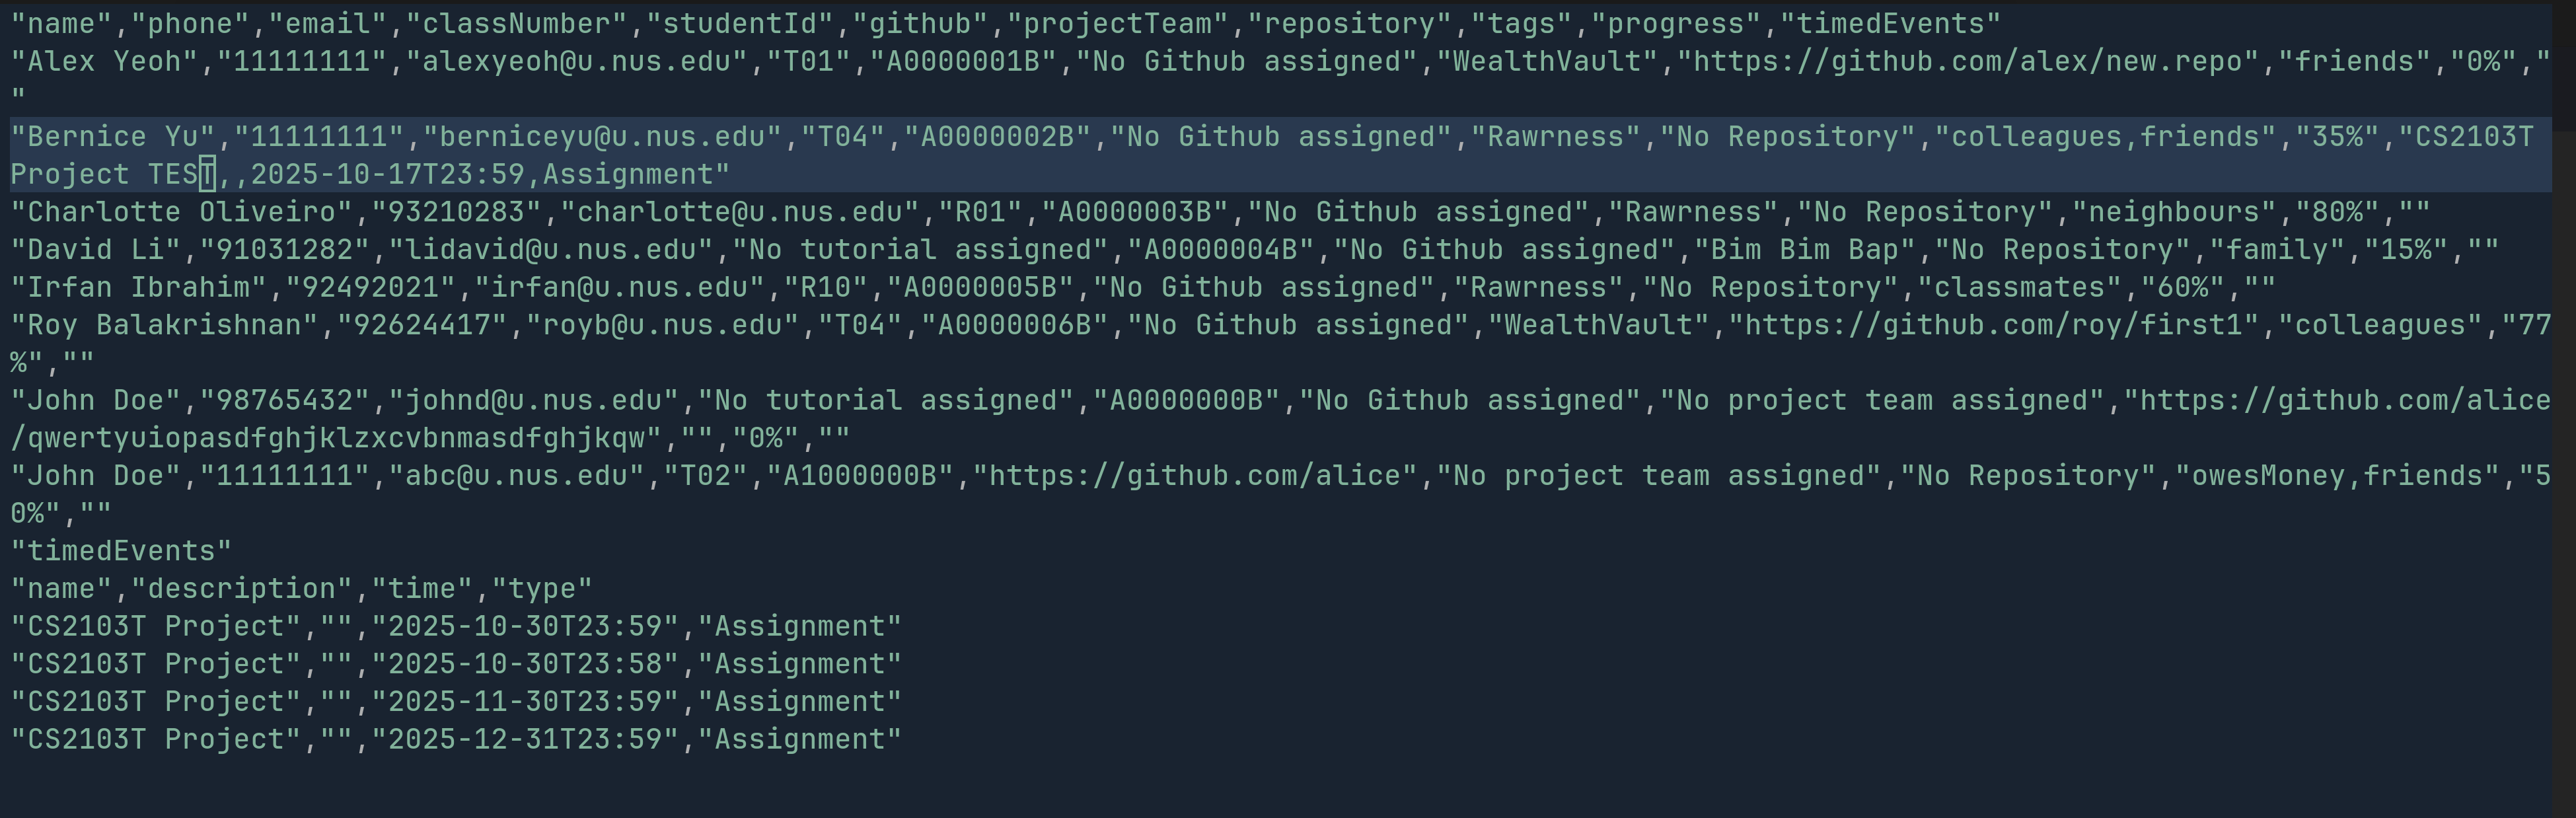 "name","phone","email","classNumber","studentId","github","projectTeam","repository","tags","progress","timedEvents"
"Alex Yeoh","11111111","alexyeoh@u.nus.edu","T01","A0000001B","No Github assigned","WealthVault","https://github.com/alex/new.repo","friends","0%","
"
"Bernice Yu","11111111","berniceyu@u.nus.edu","T04","A0000002B","No Github assigned","Rawrness","No Repository","colleagues,friends","35%","CS2103T
Project TEST,,2025-10-17T23:59,Assignment"
"Charlotte Oliveiro","93210283","charlotte@u.nus.edu","R01","A0000003B","No Github assigned","Rawrness","No Repository","neighbours","80%",""
"David Li","91031282","lidavid@u.nus.edu","No tutorial assigned","A0000004B","No Github assigned","Bim Bim Bap","No Repository","family","15%",""
"Irfan Ibrahim","92492021","irfan@u.nus.edu","R10","A0000005B","No Github assigned","Rawrness","No Repository","classmates","60%",""
"Roy Balakrishnan","92624417","royb@u.nus.edu","T04","A0000006B","No Github assigned","WealthVault","https://github.com/roy/first1","colleagues","77
%",""
"John Doe","98765432","johnd@u.nus.edu","No tutorial assigned","A0000000B","No Github assigned","No project team assigned","https://github.com/alice
/qwertyuiopasdfghjklzxcvbnmasdfghjkqw","","0%",""
"John Doe","11111111","abc@u.nus.edu","T02","A1000000B","https://github.com/alice","No project team assigned","No Repository","owesMoney,friends","5
0%",""
"timedEvents"
"name","description","time","type"
"CS2103T Project","","2025-10-30T23:59","Assignment"
"CS2103T Project","","2025-10-30T23:58","Assignment"
"CS2103T Project","","2025-11-30T23:59","Assignment"
"CS2103T Project","","2025-12-31T23:59","Assignment"